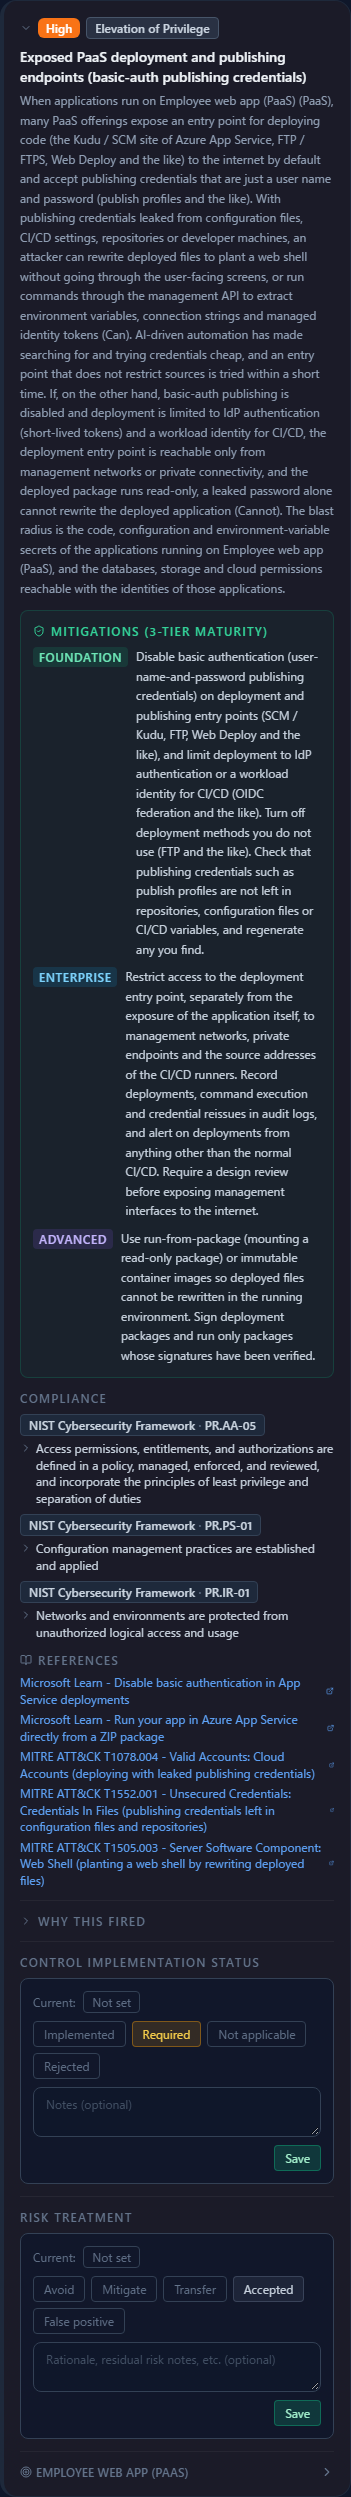 High
Elevation of Privilege
Exposed PaaS deployment and publishing
endpoints (basic-auth publishing credentials)
When applications run on Employee web app (PaaS) (PaaS),
many PaaS offerings expose an entry point for deploying
code (the Kudu / SCM site of Azure App Service, FTP /
FTPS, Web Deploy and the like) to the internet by default
and accept publishing credentials that are just a user name
and password (publish profiles and the like). With
publishing credentials leaked from configuration files,
CI/CD settings, repositories or developer machines, an
attacker can rewrite deployed files to plant a web shell
without going through the user-facing screens, or run
commands through the management API to extract
environment variables, connection strings and managed
identity tokens (Can). AI-driven automation has made
searching for and trying credentials cheap, and an entry
point that does not restrict sources is tried within a short
time. If, on the other hand, basic-auth publishing is
disabled and deployment is limited to IdP authentication
(short-lived tokens) and a workload identity for CI/CD, the
deployment entry point is reachable only from
management networks or private connectivity, and the
deployed package runs read-only, a leaked password alone
cannot rewrite the deployed application (Cannot). The blast
radius is the code, configuration and environment-variable
secrets of the applications running on Employee web app
(PaaS), and the databases, storage and cloud permissions
reachable with the identities of those applications.
MITIGATIONS (3-TIER MATURITY)
FOUNDATION
Disable basic authentication (user-
name-and-password publishing
credentials) on deployment and
publishing entry points (SCM /
Kudu, FTP, Web Deploy and the
like), and limit deployment to IdP
authentication or a workload
identity for CI/CD (OIDC
federation and the like). Turn off
deployment methods you do not
use (FTP and the like). Check that
publishing credentials such as
publish profiles are not left in
repositories, configuration files or
CI/CD variables, and regenerate
any you find.
ENTERPRISE
Restrict access to the deployment
entry point, separately from the
exposure of the application itself, to
management networks, private
endpoints and the source addresses
of the CI/CD runners. Record
deployments, command execution
and credential reissues in audit logs,
and alert on deployments from
anything other than the normal
CI/CD. Require a design review
before exposing management
interfaces to the internet.
ADVANCED
Use run-from-package (mounting a
read-only package) or immutable
container images so deployed files
cannot be rewritten in the running
environment. Sign deployment
packages and run only packages
whose signatures have been verified.
COMPLIANCE
NIST Cybersecurity Framework · PR.AA-05
Access permissions, entitlements, and authorizations are
defined in a policy, managed, enforced, and reviewed,
and incorporate the principles of least privilege and
separation of duties
NIST Cybersecurity Framework · PR.PS-01
Configuration management practices are established
and applied
NIST Cybersecurity Framework · PR.IR-01
Networks and environments are protected from
unauthorized logical access and usage
REFERENCES
Microsoft Learn - Disable basic authentication in App
Service deployments
Microsoft Learn - Run your app in Azure App Service
directly from a ZIP package
MITRE ATT&CK T1078.004 - Valid Accounts: Cloud
Accounts (deploying with leaked publishing credentials)
MITRE ATT&CK T1552.001 - Unsecured Credentials:
Credentials In Files (publishing credentials left in
configuration files and repositories)
MITRE ATT&CK T1505.003 - Server Software Component:
Web Shell (planting a web shell by rewriting deployed
files)
WHY THIS FIRED
CONTROL IMPLEMENTATION STATUS
Current: Not set
Implemented Required Not applicable
Rejected
Notes (optional)
Save
RISK TREATMENT
Current: Not set
Avoid Mitigate Transfer Accepted
False positive
Rationale, residual risk notes, etc. (optional)
Save
EMPLOYEE WEB APP (PAAS)